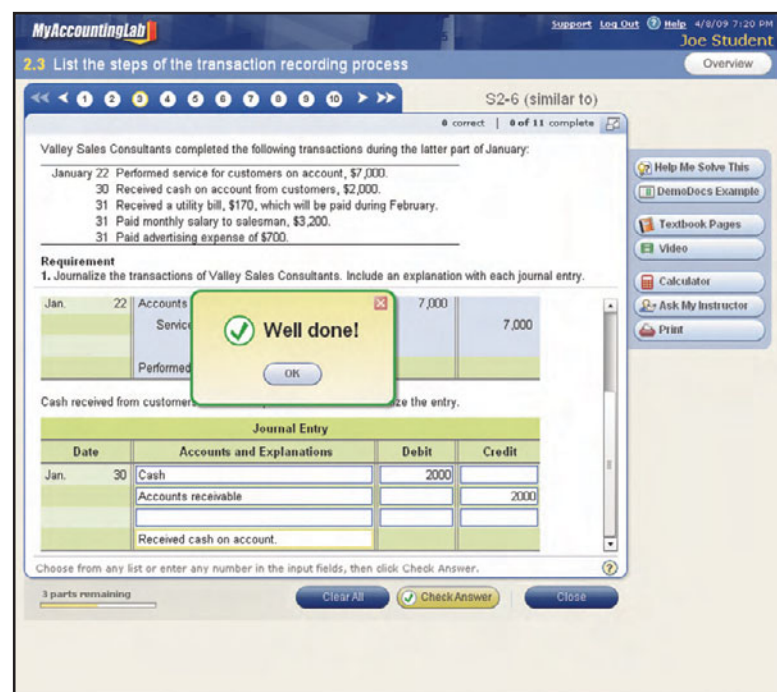 MyAccountingLab
Support Log Out Help 4/8/09 7:20 PM
Joe Student
2.3 List the steps of the transaction recording process
Overview
1 2 3 4 5 6 7 8 9 10
S2-6 (similar to)
0 correct | 0 of 11 complete
Valley Sales Consultants completed the following transactions during the latter part of January:
January 22 Performed service for customers on account, $7,000.
30 Received cash on account from customers, $2,000.
31 Received a utility bill, $170, which will be paid during February.
31 Paid monthly salary to salesman, $3,200.
31 Paid advertising expense of $700.
Requirement
1. Journalize the transactions of Valley Sales Consultants. Include an explanation with each journal entry.
Jan. 22 Accounts 7,000
Service 7,000
Performed
Well done!
OK
Cash received from customers ze the entry.
Journal Entry
Date Accounts and Explanations Debit Credit
Jan. 30 Cash 2000
Accounts receivable 2000
Received cash on account.
Choose from any list or enter any number in the input fields, then click Check Answer.
3 parts remaining
Clear All Check Answer Close
Help Me Solve This
DemoDocs Example
Textbook Pages
Video
Calculator
Ask My Instructor
Print